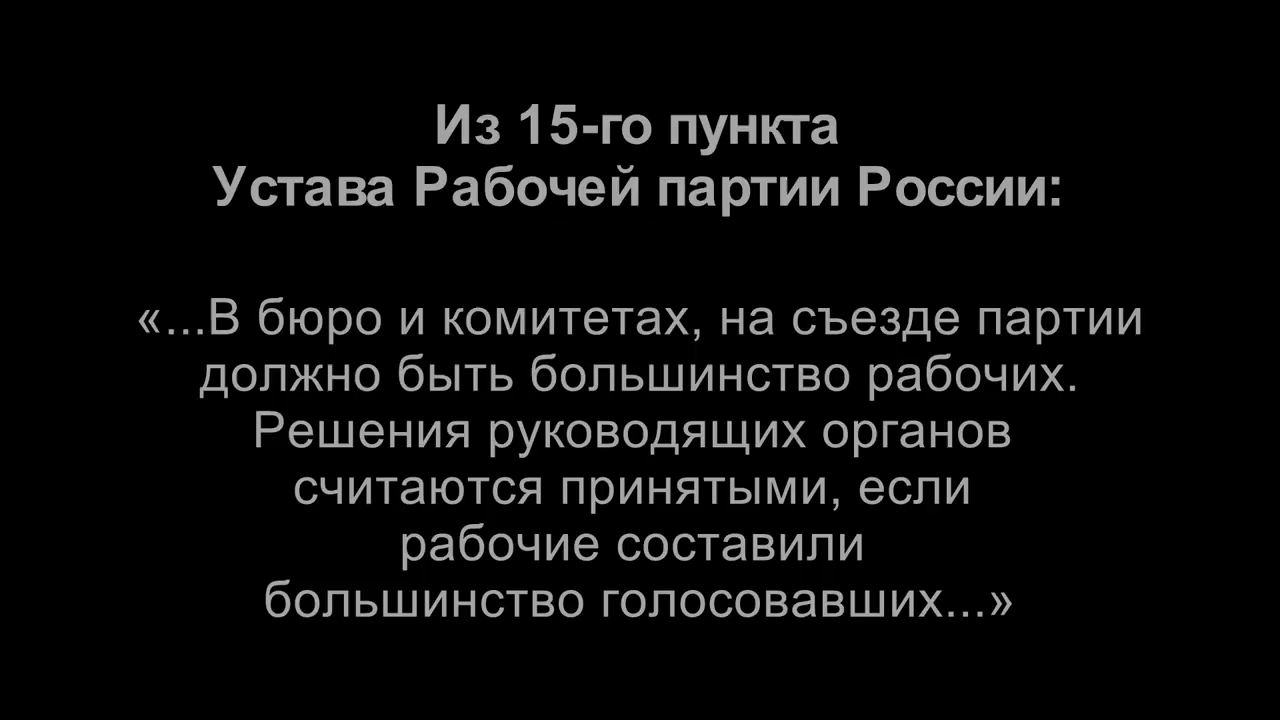 Из 15-го пункта
Устава Рабочей партии России:
«...В бюро и комитетах, на съезде партии
должно быть большинство рабочих.
Решения руководящих органов
считаются принятыми, если
рабочие составили
большинство голосовавших...»